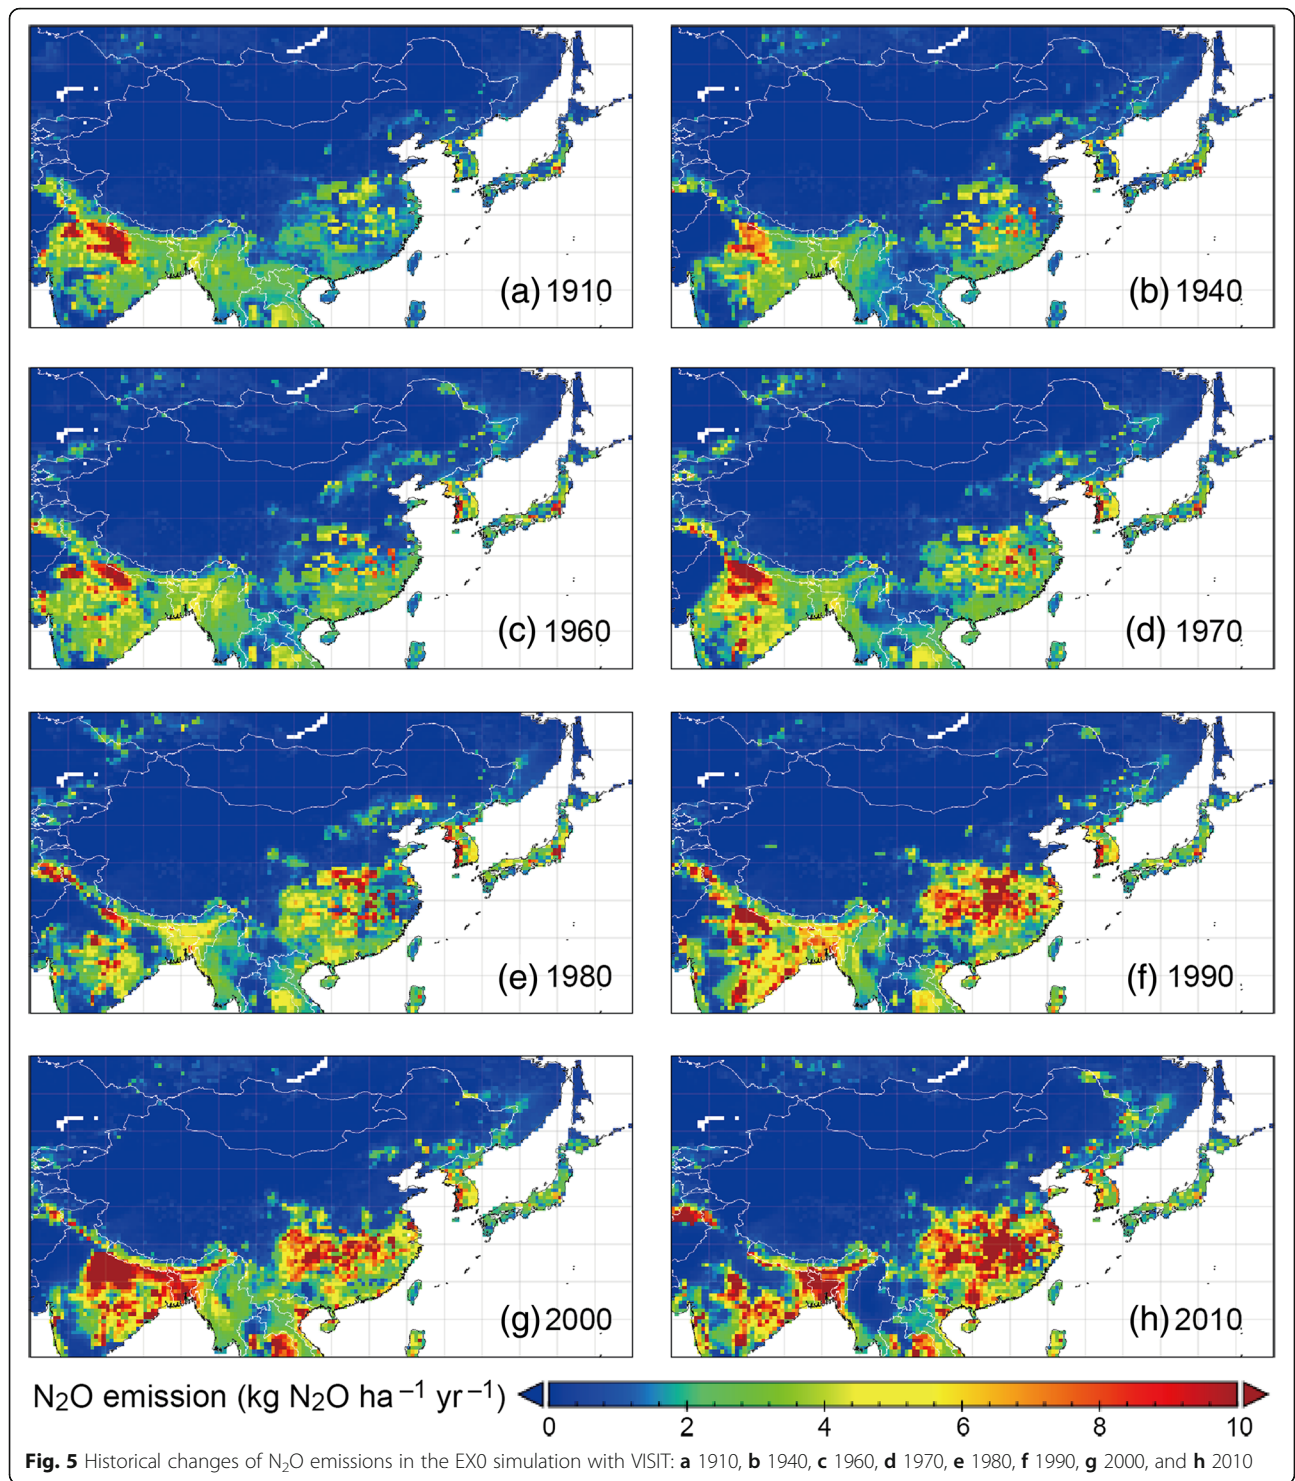 (a) 1910
(b) 1940
(c) 1960
(d) 1970
(e) 1980
(f) 1990
(g) 2000
(h) 2010
N₂O emission (kg N₂O ha⁻¹ yr⁻¹)
0 2 4 6 8 10
Fig. 5 Historical changes of N₂O emissions in the EX0 simulation with VISIT: a 1910, b 1940, c 1960, d 1970, e 1980, f 1990, g 2000, and h 2010